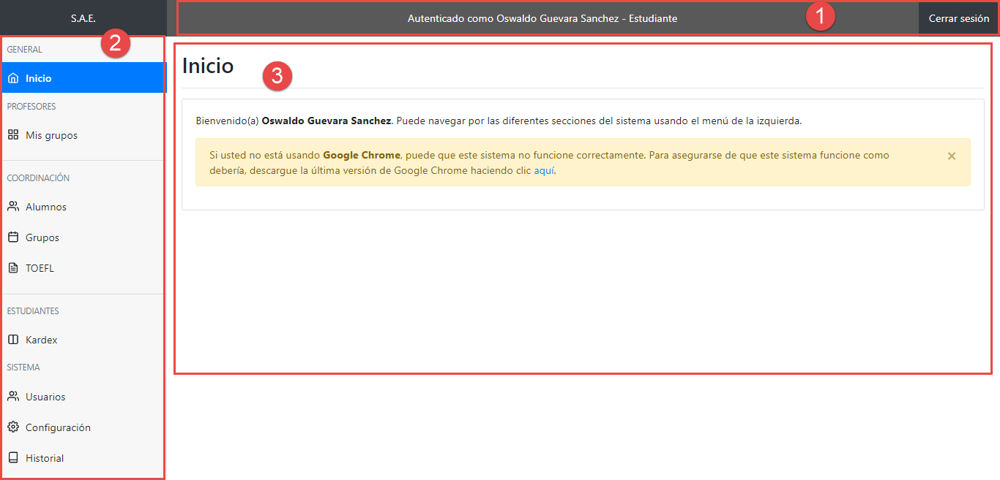 S.A.E.
Autenticado como Oswaldo Guevara Sanchez - Estudiante
1
Cerrar sesión
2
GENERAL
Inicio
PROFESORES
Mis grupos
COORDINACIÓN
Alumnos
Grupos
TOEFL
ESTUDIANTES
Kardex
SISTEMA
Usuarios
Configuración
Historial
Inicio
3
Bienvenido(a) Oswaldo Guevara Sanchez. Puede navegar por las diferentes secciones del sistema usando el menú de la izquierda.
Si usted no está usando Google Chrome, puede que este sistema no funcione correctamente. Para asegurarse de que este sistema funcione como
debería, descargue la última versión de Google Chrome haciendo clic aquí.
×